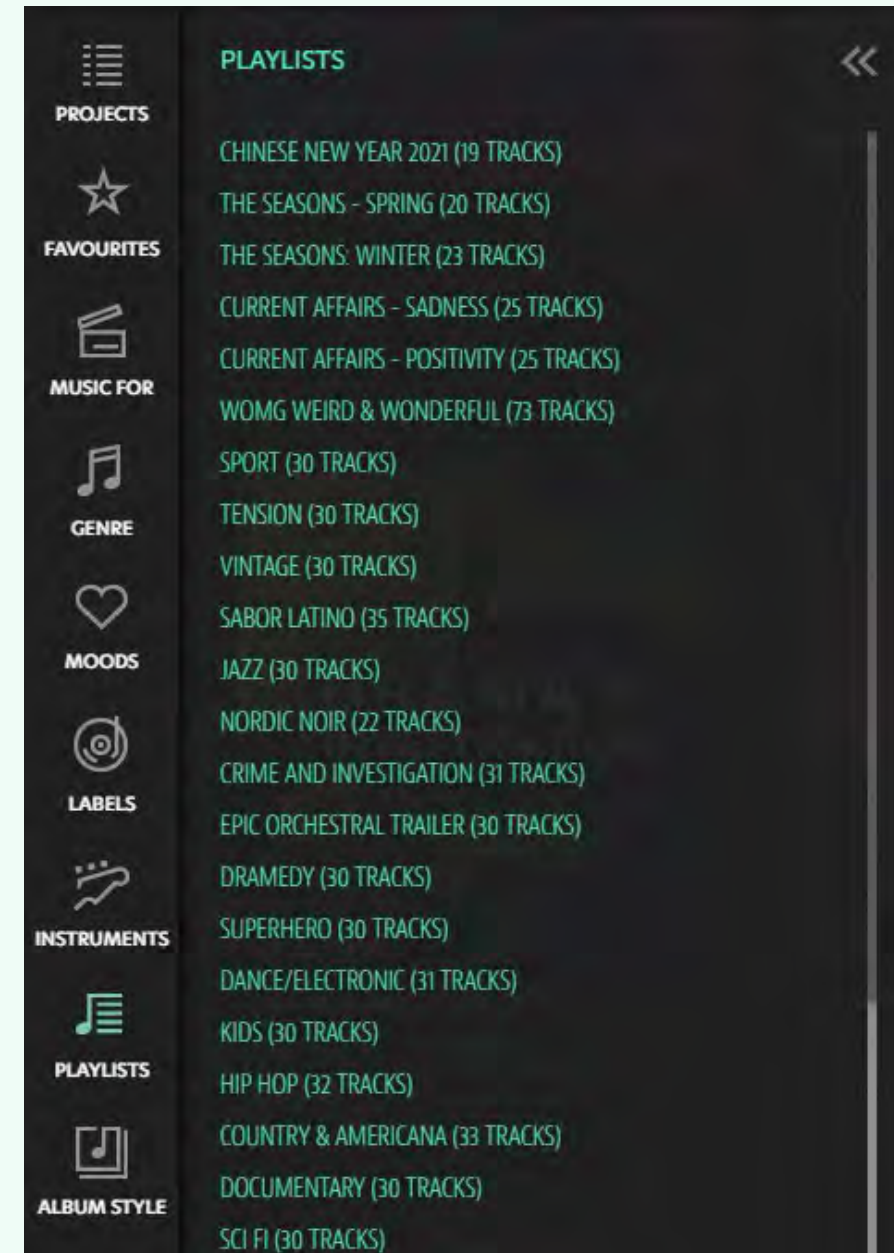 PROJECTS
FAVOURITES
MUSIC FOR
GENRE
MOODS
LABELS
INSTRUMENTS
PLAYLISTS
ALBUM STYLE
PLAYLISTS
CHINESE NEW YEAR 2021 (19 TRACKS)
THE SEASONS - SPRING (20 TRACKS)
THE SEASONS: WINTER (23 TRACKS)
CURRENT AFFAIRS - SADNESS (25 TRACKS)
CURRENT AFFAIRS - POSITIVITY (25 TRACKS)
WOMG WEIRD & WONDERFUL (73 TRACKS)
SPORT (30 TRACKS)
TENSION (30 TRACKS)
VINTAGE (30 TRACKS)
SABOR LATINO (35 TRACKS)
JAZZ (30 TRACKS)
NORDIC NOIR (22 TRACKS)
CRIME AND INVESTIGATION (31 TRACKS)
EPIC ORCHESTRAL TRAILER (30 TRACKS)
DRAMEDY (30 TRACKS)
SUPERHERO (30 TRACKS)
DANCE/ELECTRONIC (31 TRACKS)
KIDS (30 TRACKS)
HIP HOP (32 TRACKS)
COUNTRY & AMERICANA (33 TRACKS)
DOCUMENTARY (30 TRACKS)
SCI FI (30 TRACKS)